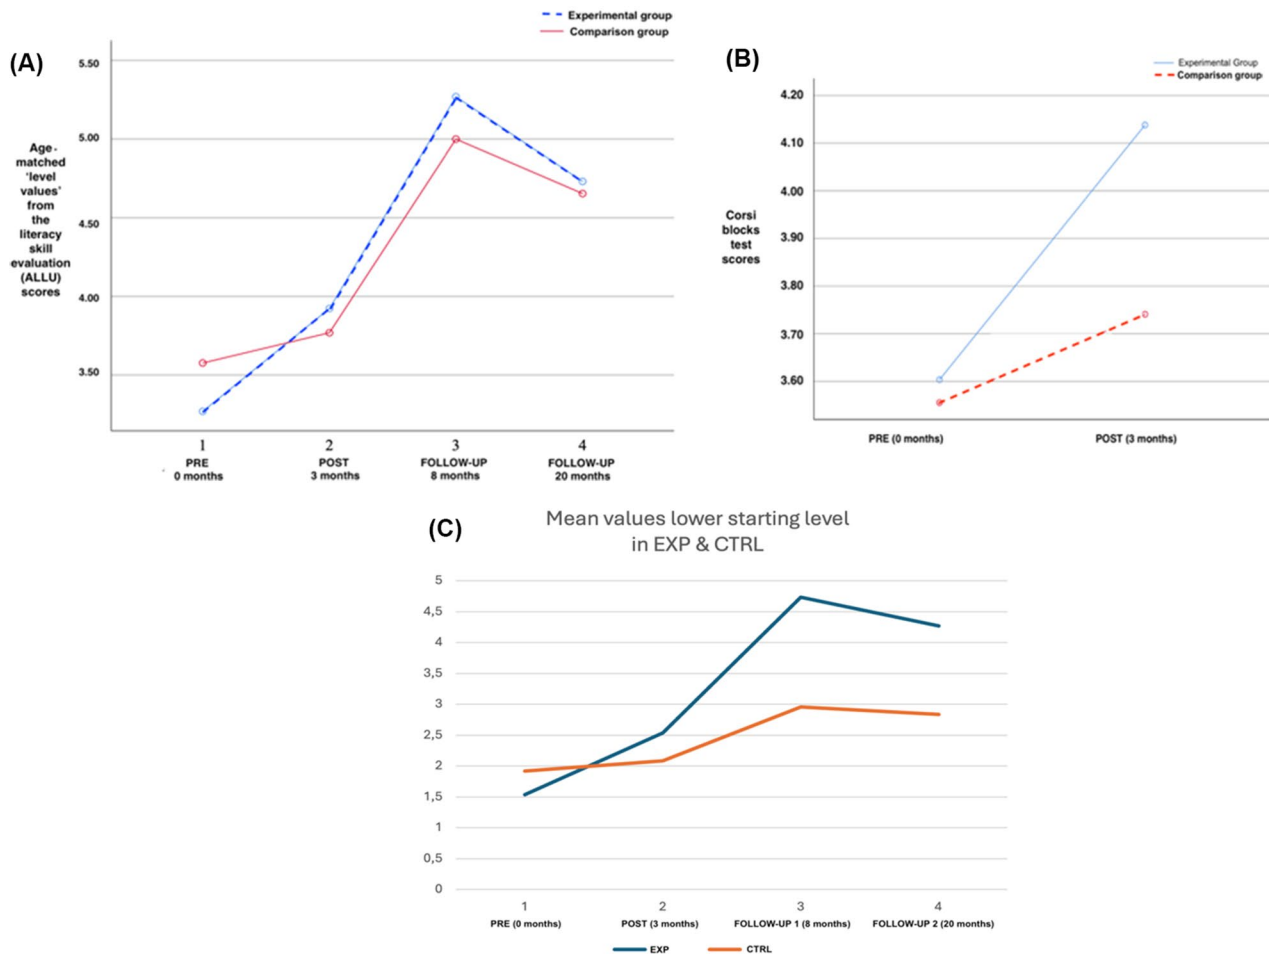 (A)
Experimental group
Comparison group
5.50
5.00
4.50
4.00
3.50
Age-
matched
‘level
values’
from
the
literacy
skill
evaluation
(ALLU)
scores
1
2
3
4
PRE
0 months
POST
3 months
FOLLOW-UP
8 months
FOLLOW-UP
20 months
(B)
Experimental Group
Comparison group
4.20
4.10
4.00
3.90
3.80
3.70
3.60
Corsi
blocks
test
scores
PRE (0 months)
POST (3 months)
(C)
Mean values lower starting level
in EXP & CTRL
5
4,5
4
3,5
3
2,5
2
1,5
1
0,5
0
1
2
3
4
PRE (0 months)
POST (3 months)
FOLLOW-UP 1 (8 months)
FOLLOW-UP 2 (20 months)
EXP
CTRL